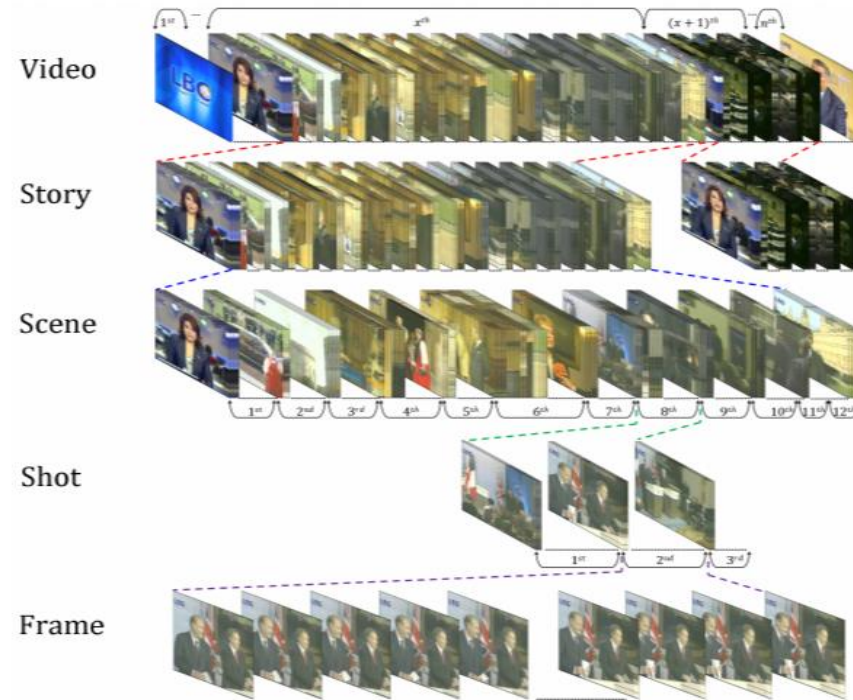 1st ... xth (x+1)th ... nth
Video
LBC
Story
Scene
1st 2nd 3rd 4th 5th 6th 7th 8th 9th 10th 11th 12th
Shot
1st 2nd 3rd
Frame